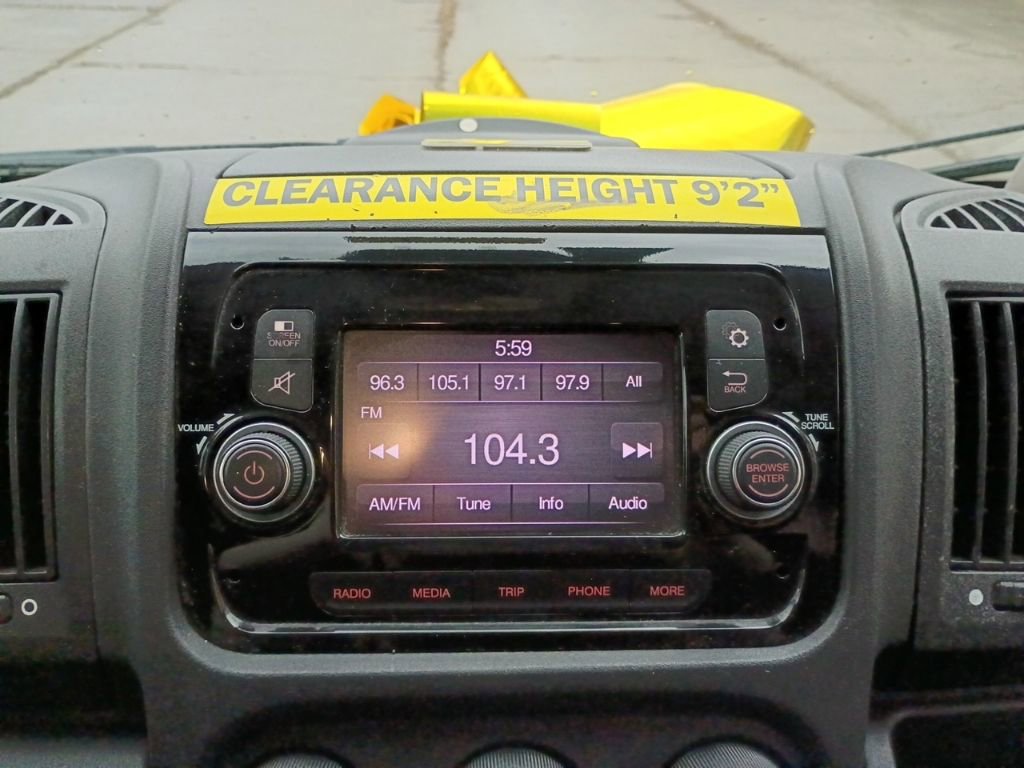 CLEARANCE HEIGHT 9'2"
SCREEN
ON/OFF
5:59
96.3 105.1 97.1 97.9 All
FM
BACK
VOLUME
TUNE
SCROLL
104.3
BROWSE
ENTER
AM/FM Tune Info Audio
RADIO MEDIA TRIP PHONE MORE